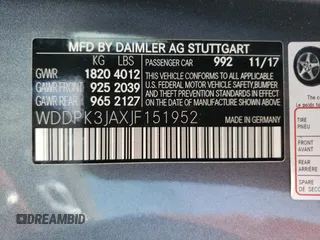 MFD BY DAIMLER AG STUTTGART
KG LBS
GVWR 1820 4012
GAWR FRONT 925 2039
GAWR REAR 965 2127
PASSENGER CAR 992 11/17
THIS VEHICLE CONFORMS TO ALL APPLICABLE
U.S. FEDERAL MOTOR VEHICLE SAFETY, BUMPER,
AND THEFT PREVENTION STANDARDS IN EFFECT
ON THE DATE OF MANUFACTURE SHOWN ABOVE.
WDDPK3JAXJF151952
MADE IN GERMANY
DREAMBID